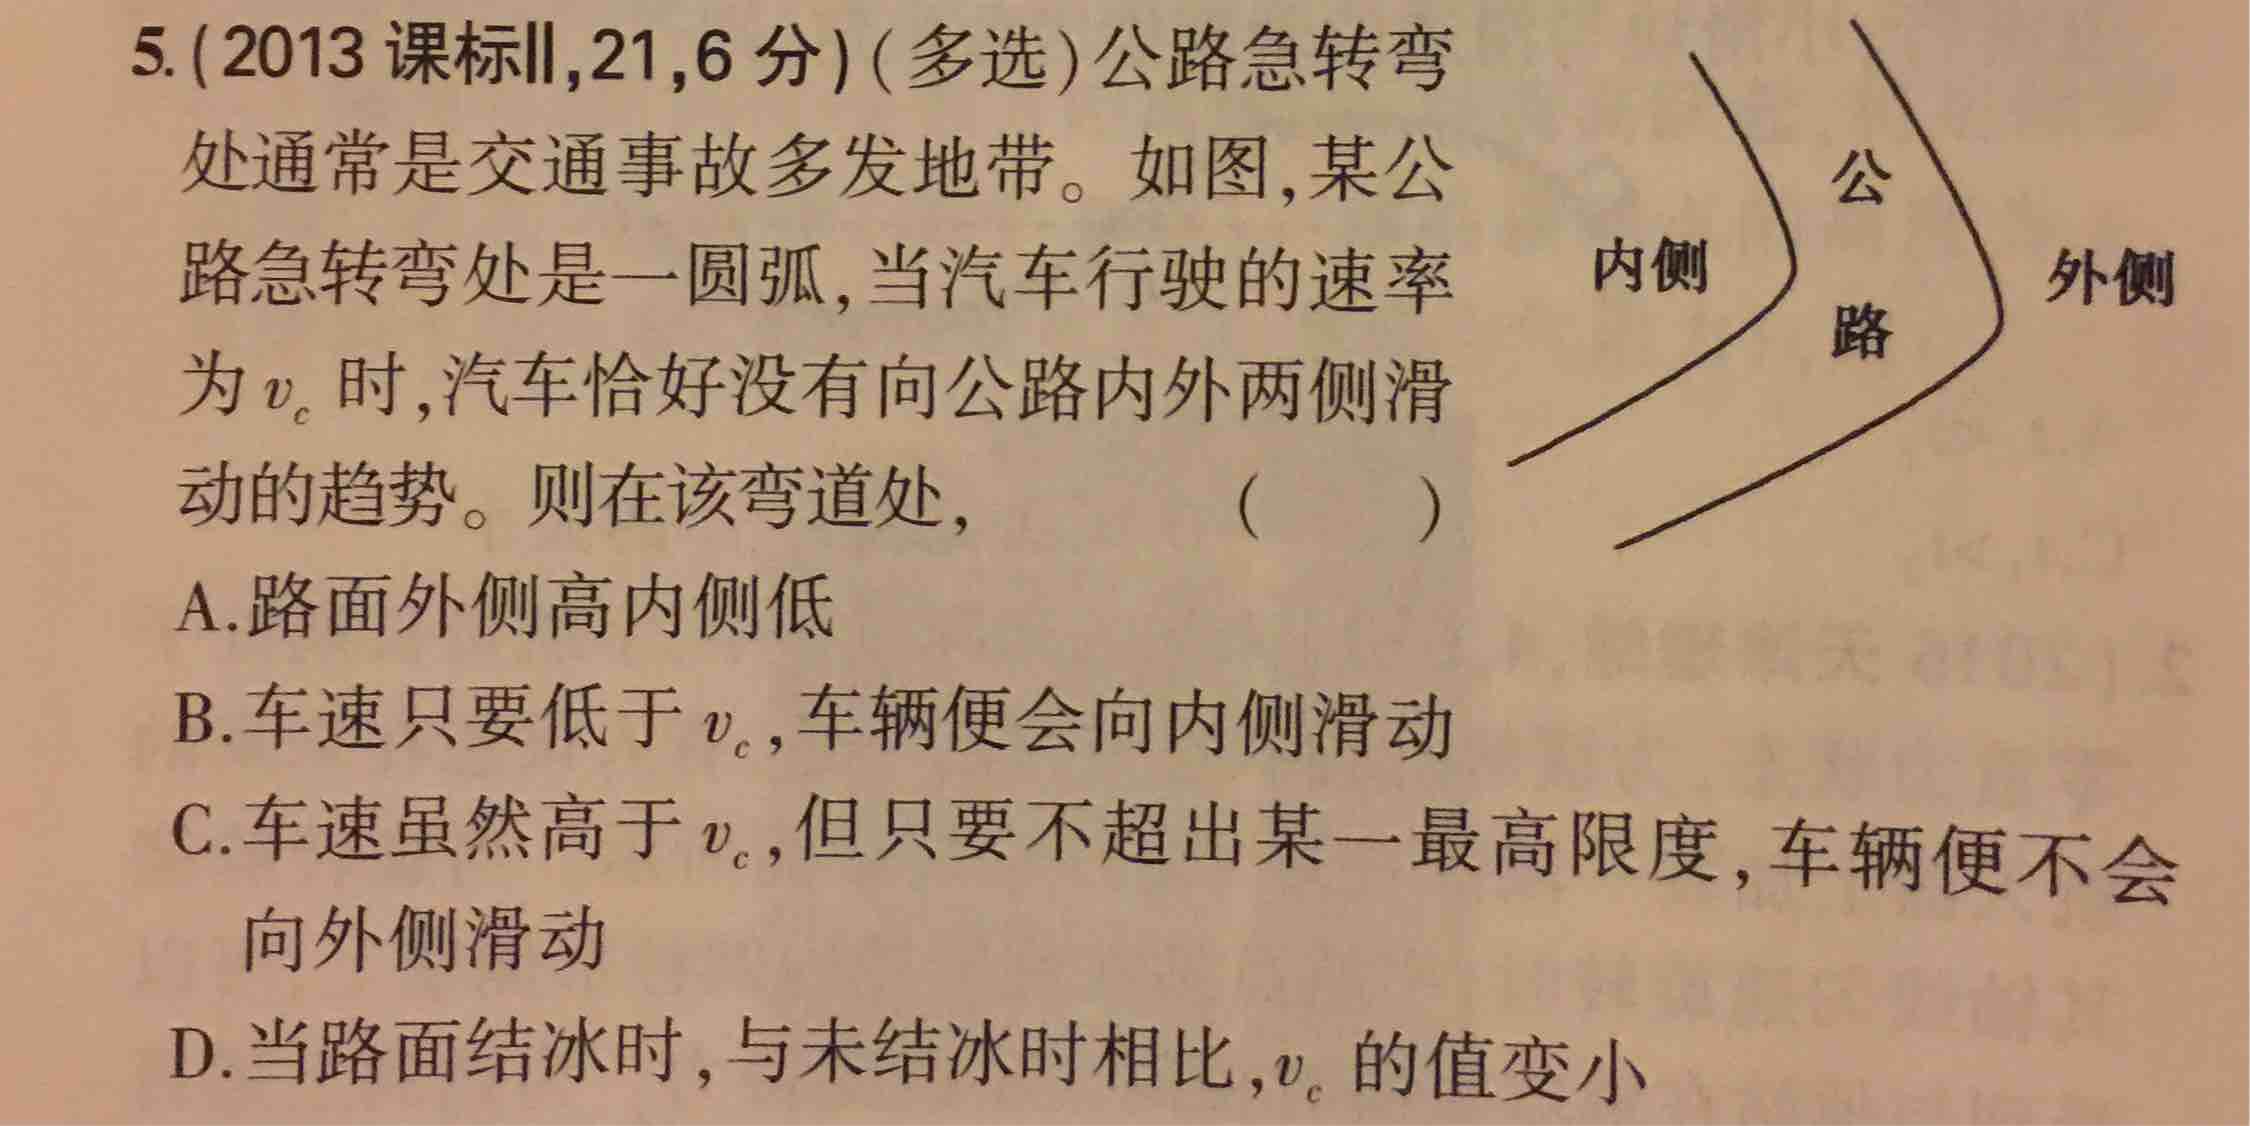 5.(2013 课标Ⅱ,21,6 分)(多选)公路急转弯
处通常是交通事故多发地带。如图,某公
路急转弯处是一圆弧,当汽车行驶的速率
为 v_c 时,汽车恰好没有向公路内外两侧滑
动的趋势。则在该弯道处, (    )
A.路面外侧高内侧低
B.车速只要低于 v_c,车辆便会向内侧滑动
C.车速虽然高于 v_c,但只要不超出某一最高限度,车辆便不会
向外侧滑动
D.当路面结冰时,与未结冰时相比,v_c 的值变小
内侧
公
路
外侧